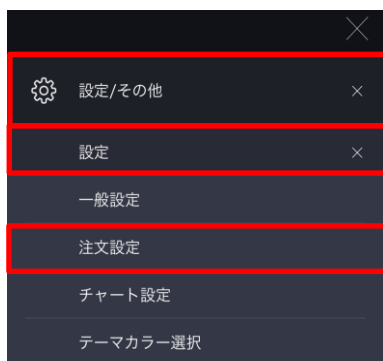 設定/その他
設定
一般設定
注文設定
チャート設定
テーマカラー選択